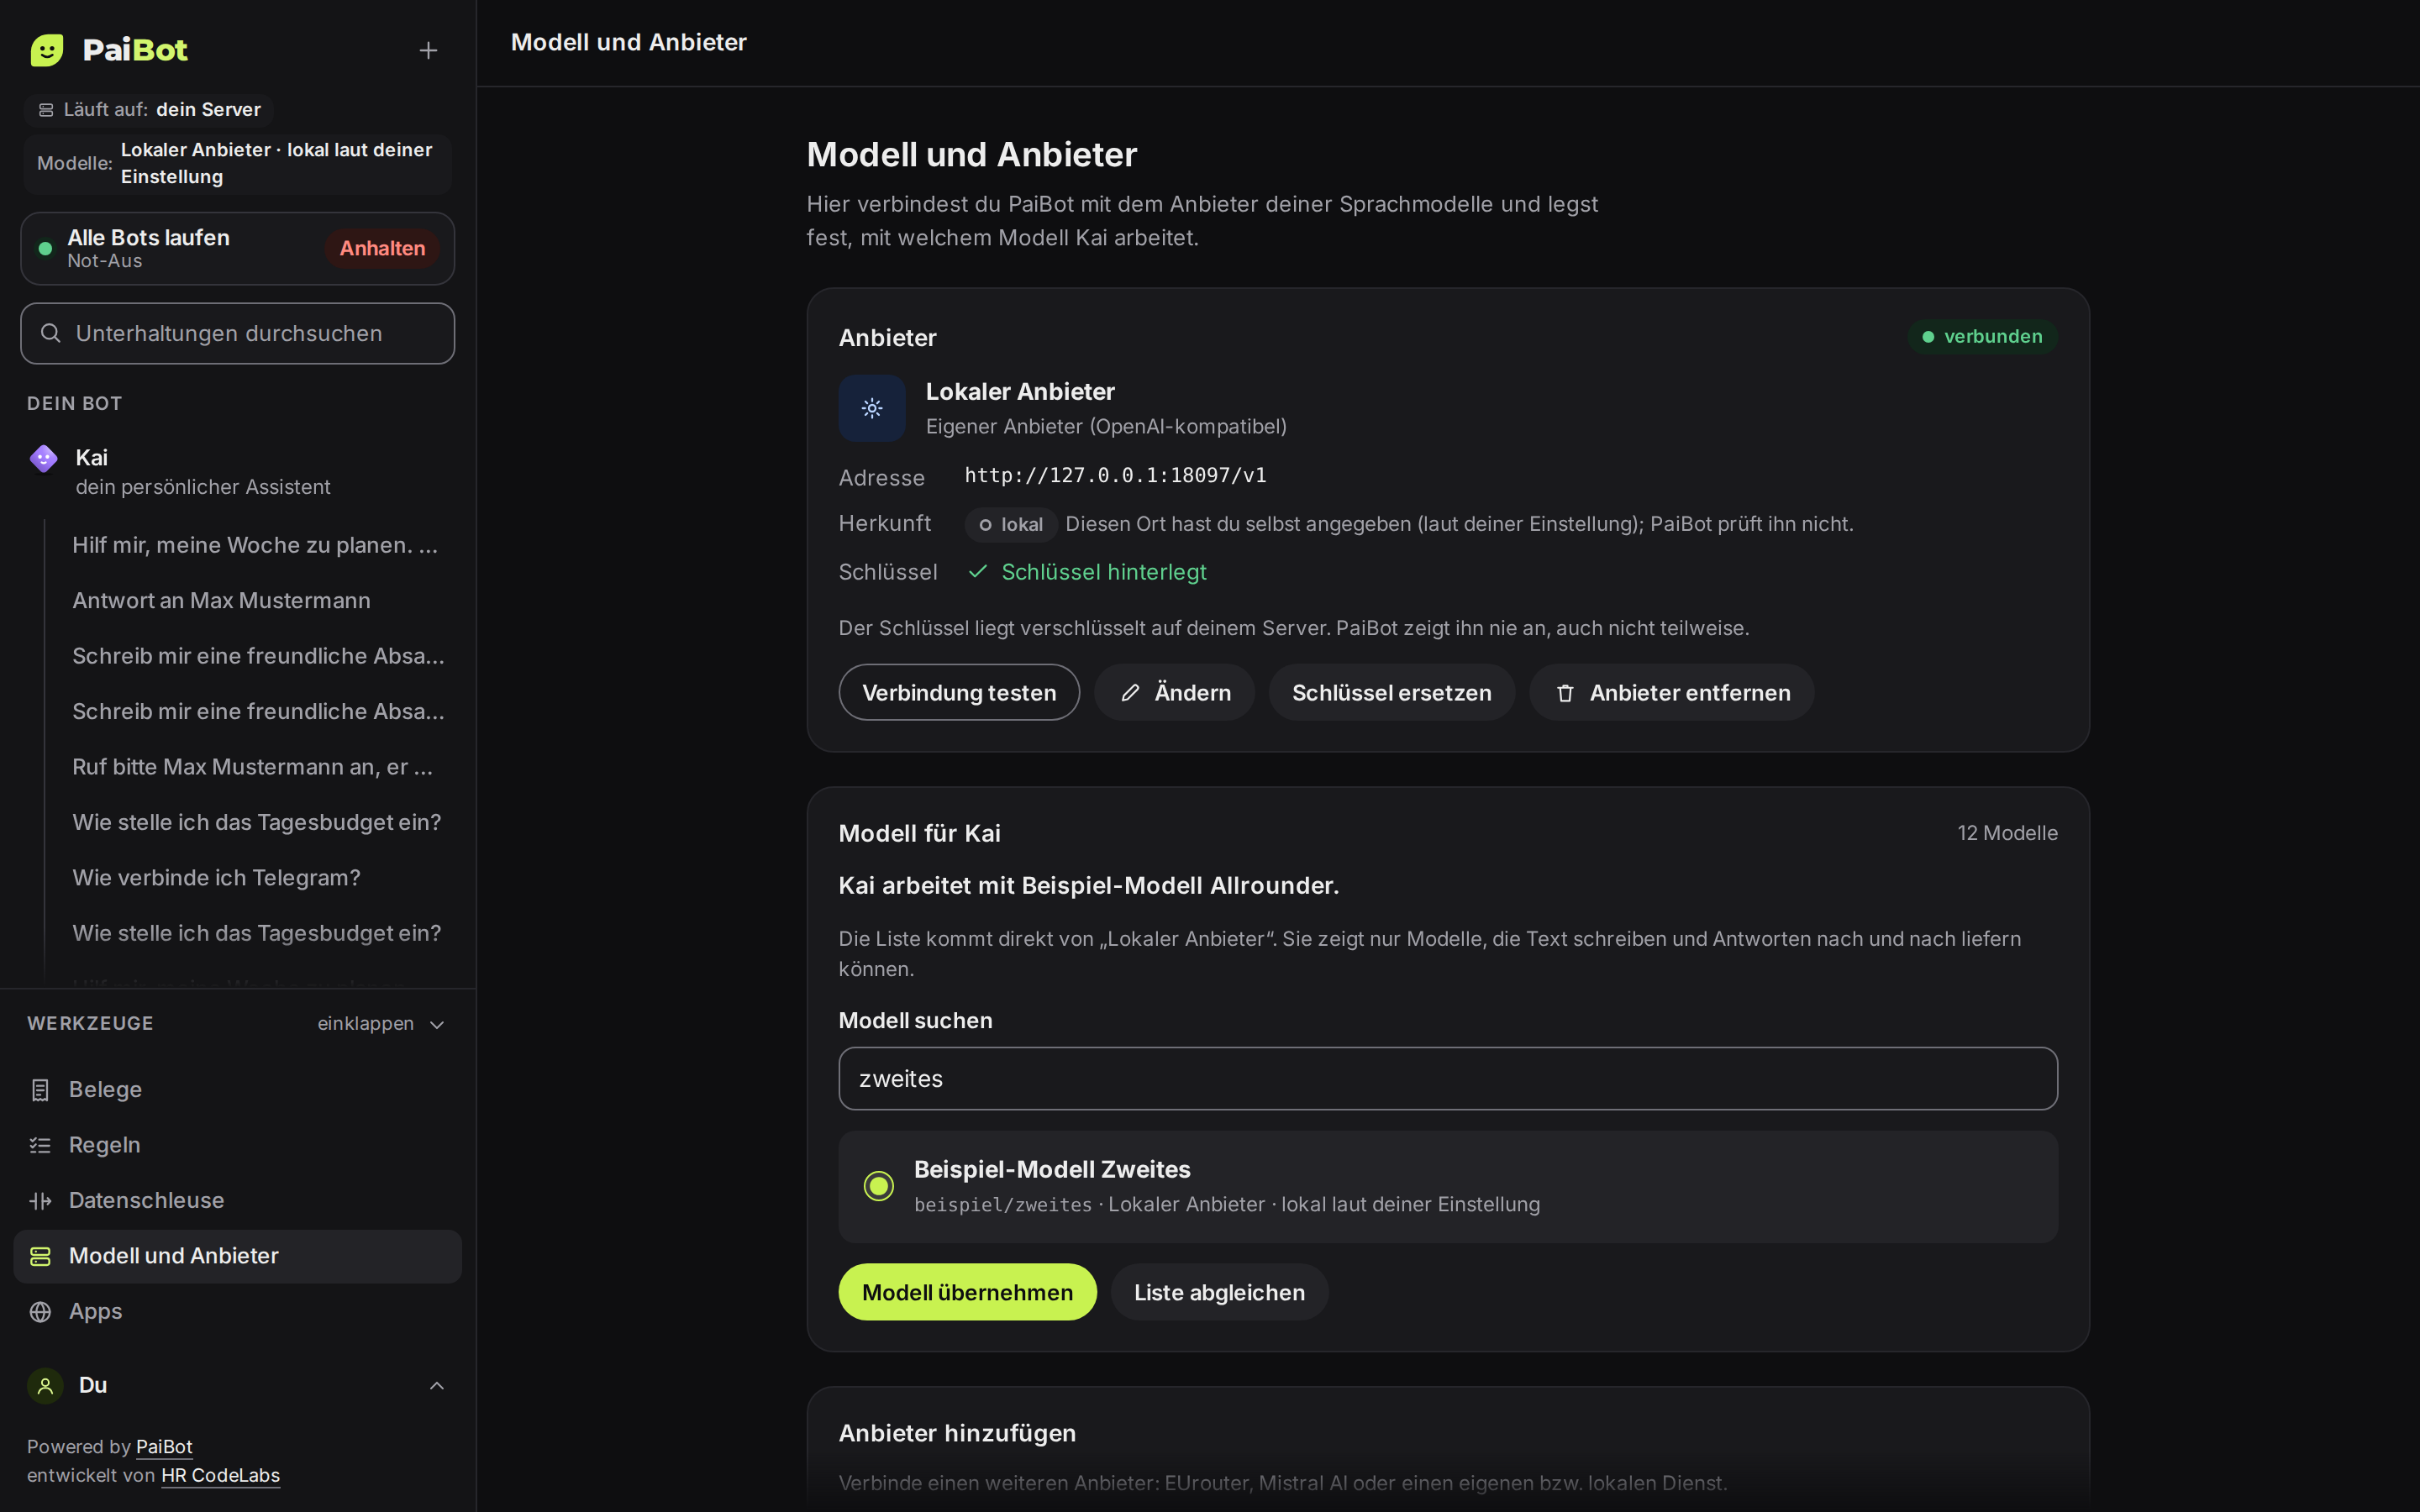 PaiBot
Läuft auf: dein Server
Modelle: Lokaler Anbieter · lokal laut deiner
Einstellung
Alle Bots laufen
Not-Aus
Anhalten
Unterhaltungen durchsuchen
DEIN BOT
Kai
dein persönlicher Assistent
Hilf mir, meine Woche zu planen. ...
Antwort an Max Mustermann
Schreib mir eine freundliche Absa...
Schreib mir eine freundliche Absa...
Ruf bitte Max Mustermann an, er ...
Wie stelle ich das Tagesbudget ein?
Wie verbinde ich Telegram?
Wie stelle ich das Tagesbudget ein?
WERKZEUGE
einklappen
Belege
Regeln
Datenschleuse
Modell und Anbieter
Apps
Du
Powered by PaiBot
entwickelt von HR CodeLabs
Modell und Anbieter
Modell und Anbieter
Hier verbindest du PaiBot mit dem Anbieter deiner Sprachmodelle und legst
fest, mit welchem Modell Kai arbeitet.
Anbieter
verbunden
Lokaler Anbieter
Eigener Anbieter (OpenAI-kompatibel)
Adresse http://127.0.0.1:18097/v1
Herkunft lokal Diesen Ort hast du selbst angegeben (laut deiner Einstellung); PaiBot prüft ihn nicht.
Schlüssel Schlüssel hinterlegt
Der Schlüssel liegt verschlüsselt auf deinem Server. PaiBot zeigt ihn nie an, auch nicht teilweise.
Verbindung testen Ändern Schlüssel ersetzen Anbieter entfernen
Modell für Kai
12 Modelle
Kai arbeitet mit Beispiel-Modell Allrounder.
Die Liste kommt direkt von „Lokaler Anbieter“. Sie zeigt nur Modelle, die Text schreiben und Antworten nach und nach liefern
können.
Modell suchen
zweites
Beispiel-Modell Zweites
beispiel/zweites · Lokaler Anbieter · lokal laut deiner Einstellung
Modell übernehmen Liste abgleichen
Anbieter hinzufügen
Verbinde einen weiteren Anbieter: EUrouter, Mistral AI oder einen eigenen bzw. lokalen Dienst.